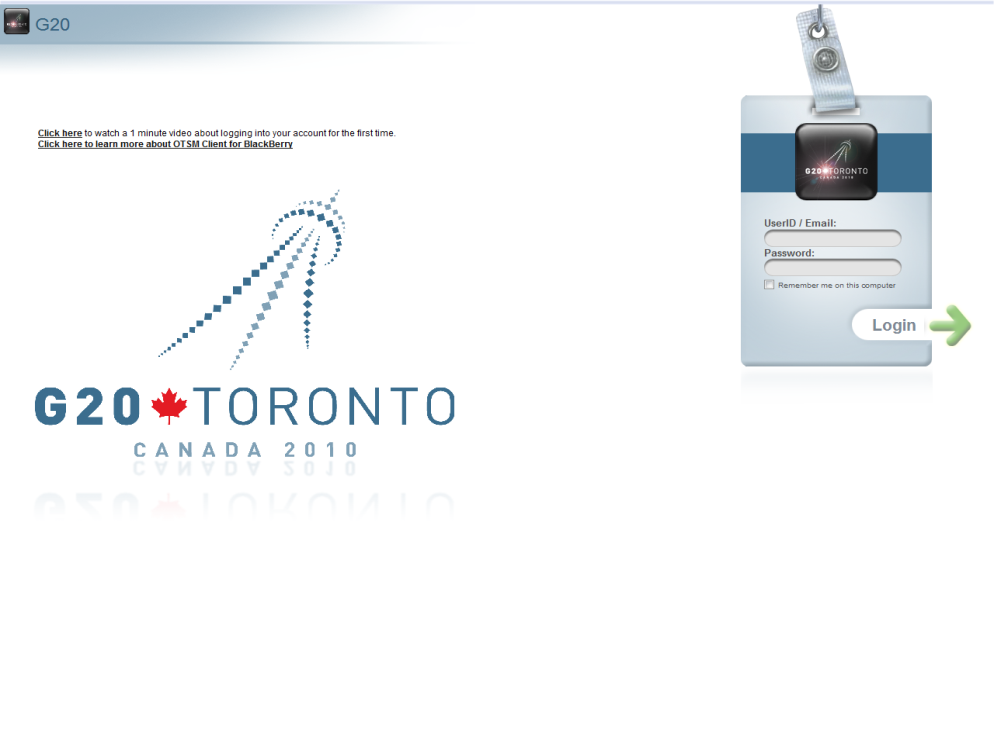 G20
Click here to watch a 1 minute video about logging into your account for the first time.
Click here to learn more about OTSM Client for BlackBerry
G20 TORONTO
CANADA 2010
G20 TORONTO
CANADA 2010
UserID / Email:
Password:
Remember me on this computer
Login